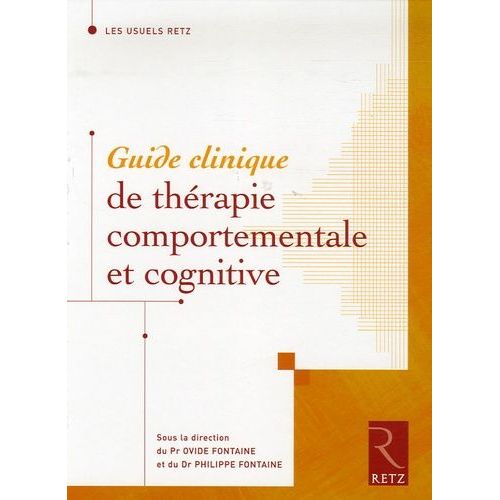 LES USUELS RETZ
Guide clinique
de thérapie
comportementale
et cognitive
Sous la direction
du Pr OVIDE FONTAINE
et du Dr PHILIPPE FONTAINE
R
RETZ